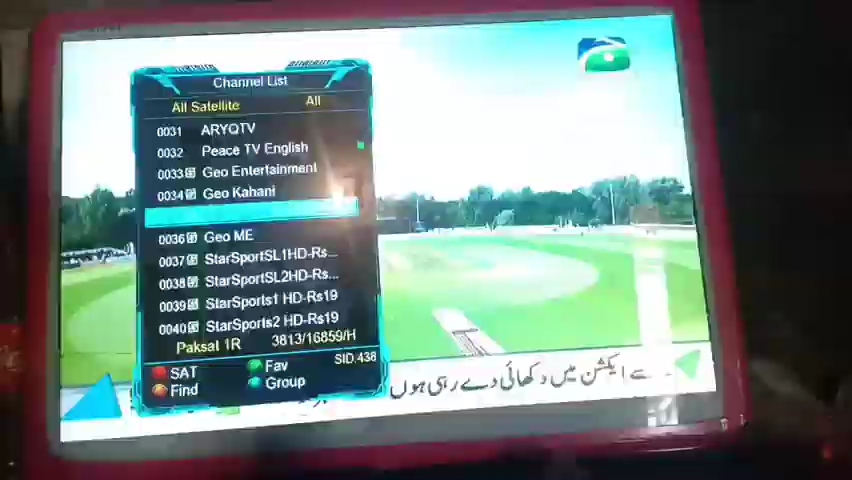 Channel List
All Satellite All
0031 ARYQTV
0032 Peace TV English
0033 Geo Entertainment
0034 Geo Kahani
0036 Geo ME
0037 StarSportSL1HD-Rs...
0038 StarSportSL2HD-Rs...
0039 StarSports1 HD-Rs19
0040 StarSports2 HD-Rs19
Paksat 1R 3813/16859/H
SID:438
SAT Fav
Find Group
سے ایکشن میں دکھائی دے رہی ہوں